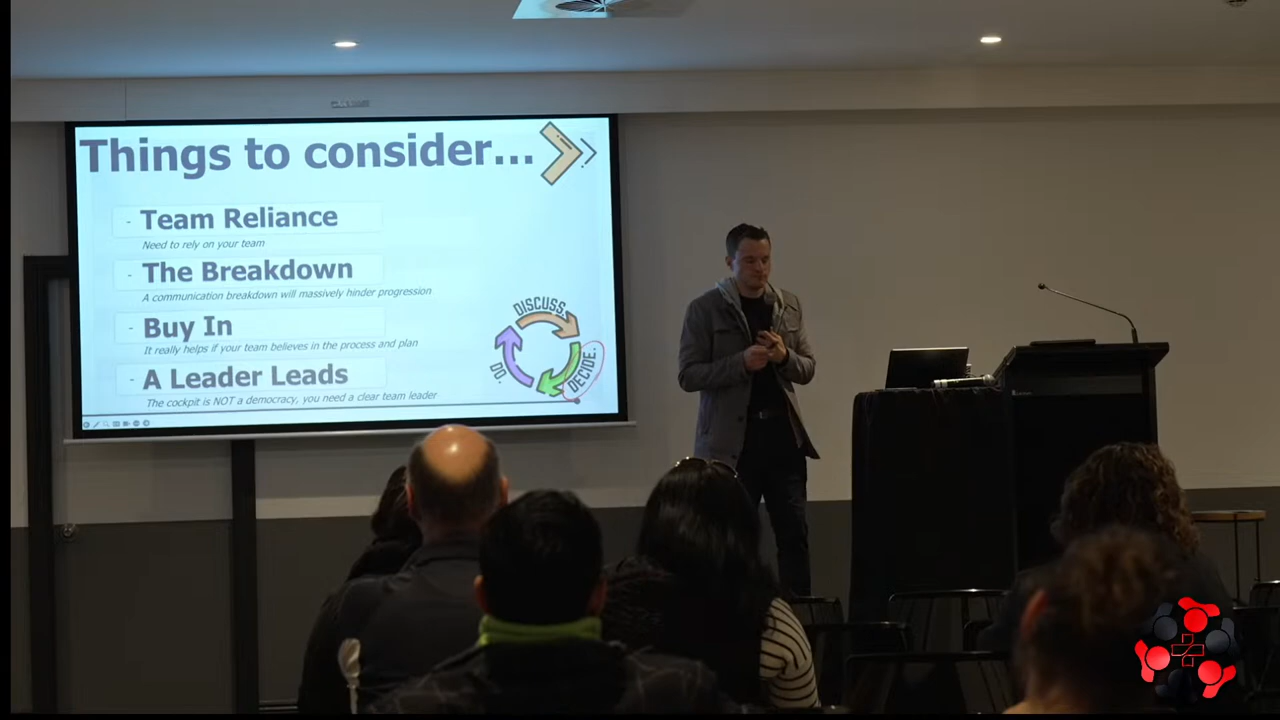 Things to consider...
- Team Reliance
Need to rely on your team
- The Breakdown
A communication breakdown will massively hinder progression
- Buy In
It really helps if your team believes in the process and plan
- A Leader Leads
The cockpit is NOT a democracy, you need a clear team leader
DISCUSS.
DECIDE.
DO.